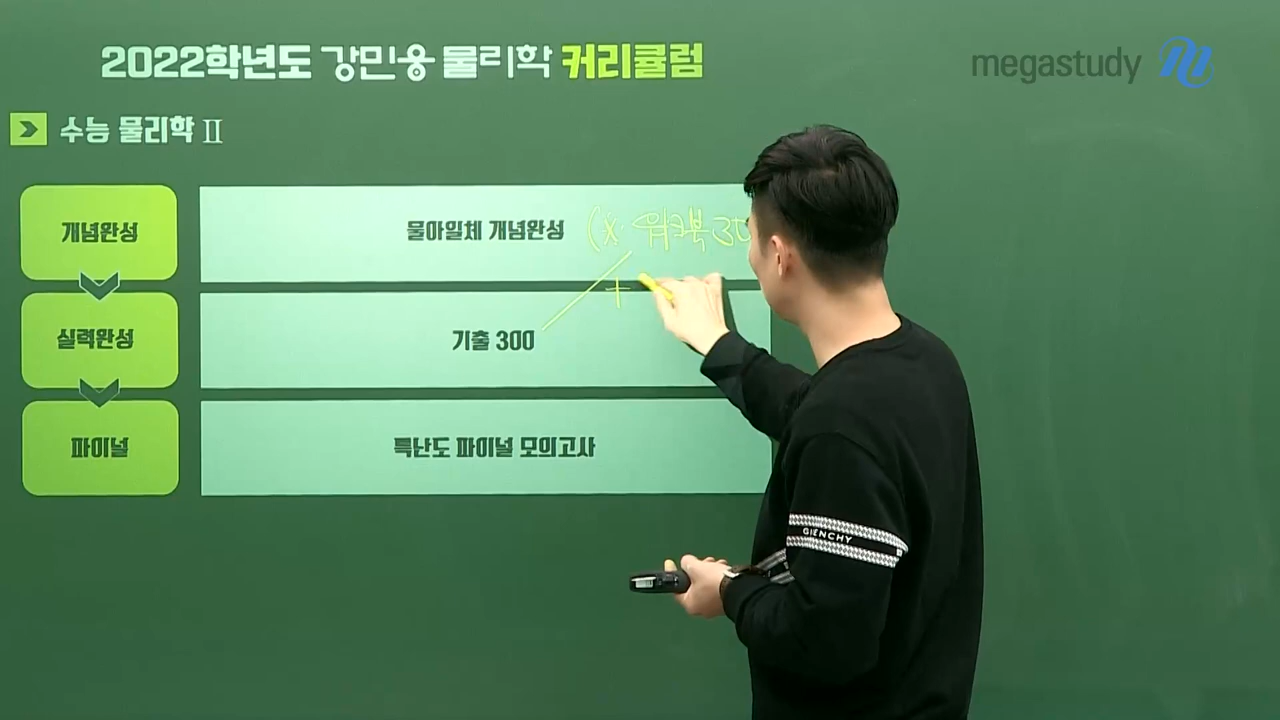 2022학년도 강민웅 물리학 커리큘럼
megastudy
수능 물리학 Ⅱ
개념완성
물아일체 개념완성 (※ 워크북 30
실력완성
기출 300
+
파이널
특난도 파이널 모의고사
GIVENCHY